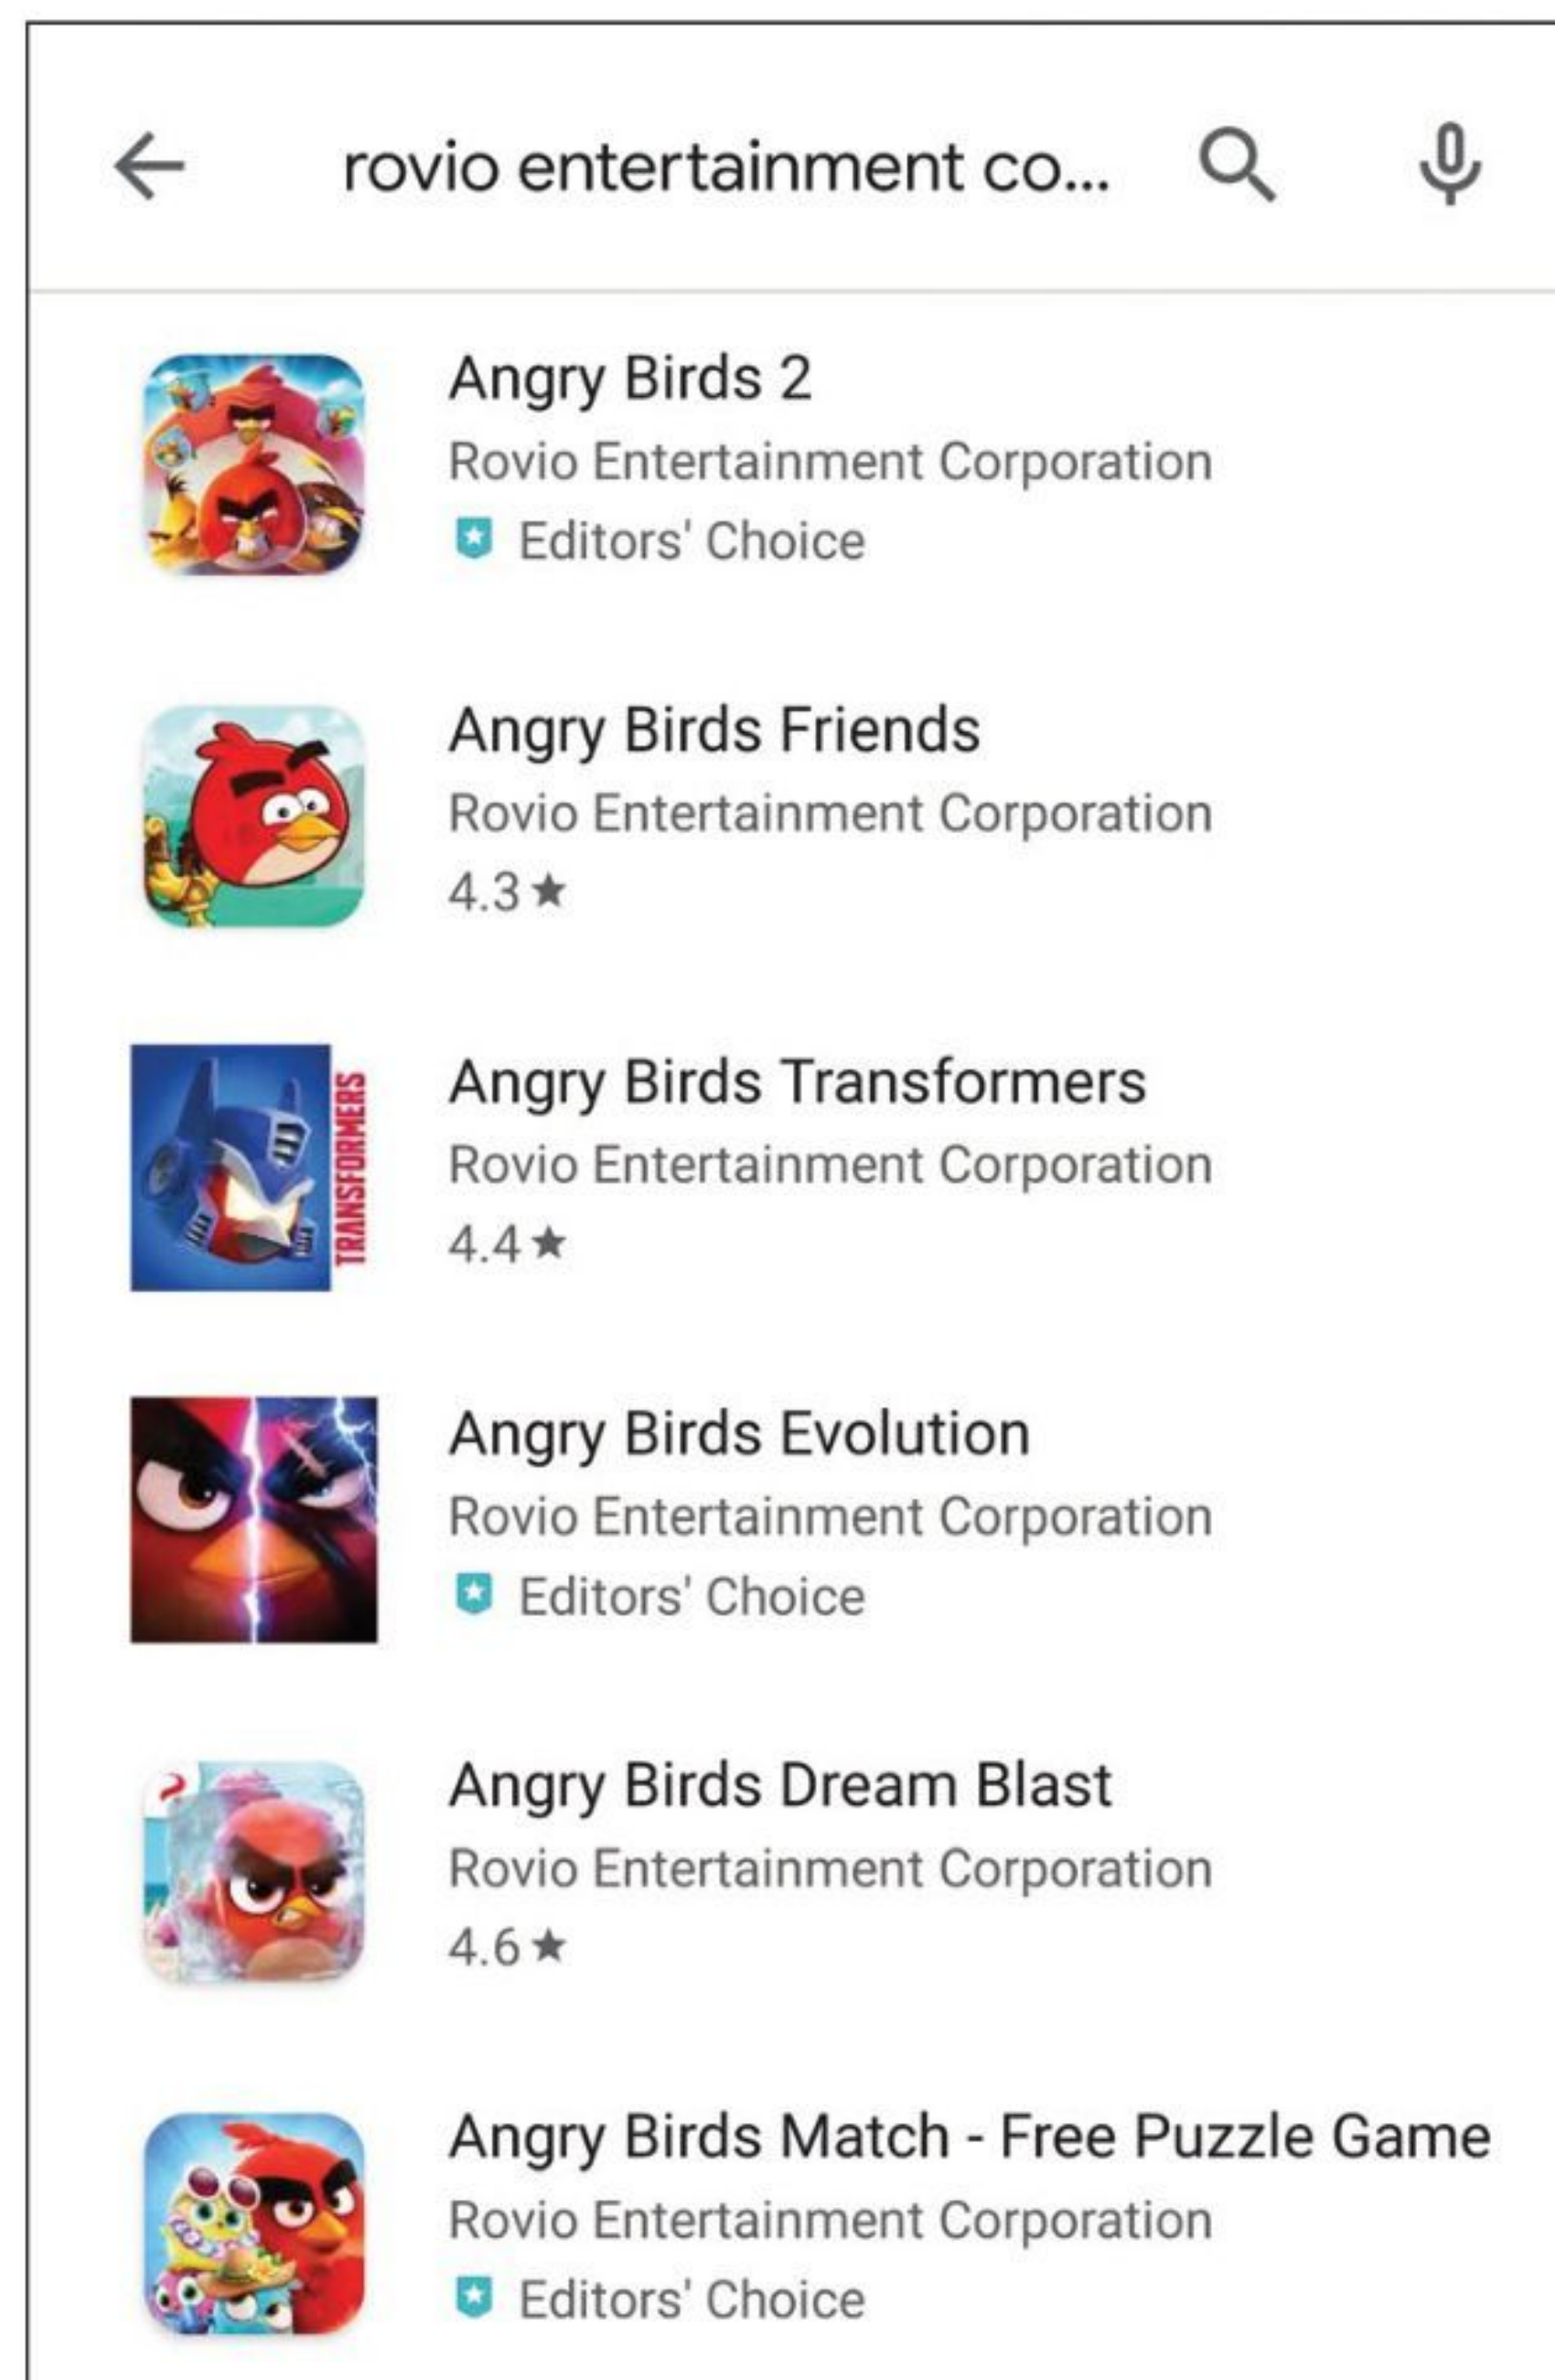 rovio entertainment co...
Angry Birds 2
Rovio Entertainment Corporation
Editors' Choice
Angry Birds Friends
Rovio Entertainment Corporation
4.3★
TRANSFORMERS
Angry Birds Transformers
Rovio Entertainment Corporation
4.4★
Angry Birds Evolution
Rovio Entertainment Corporation
Editors' Choice
Angry Birds Dream Blast
Rovio Entertainment Corporation
4.6★
Angry Birds Match - Free Puzzle Game
Rovio Entertainment Corporation
Editors' Choice